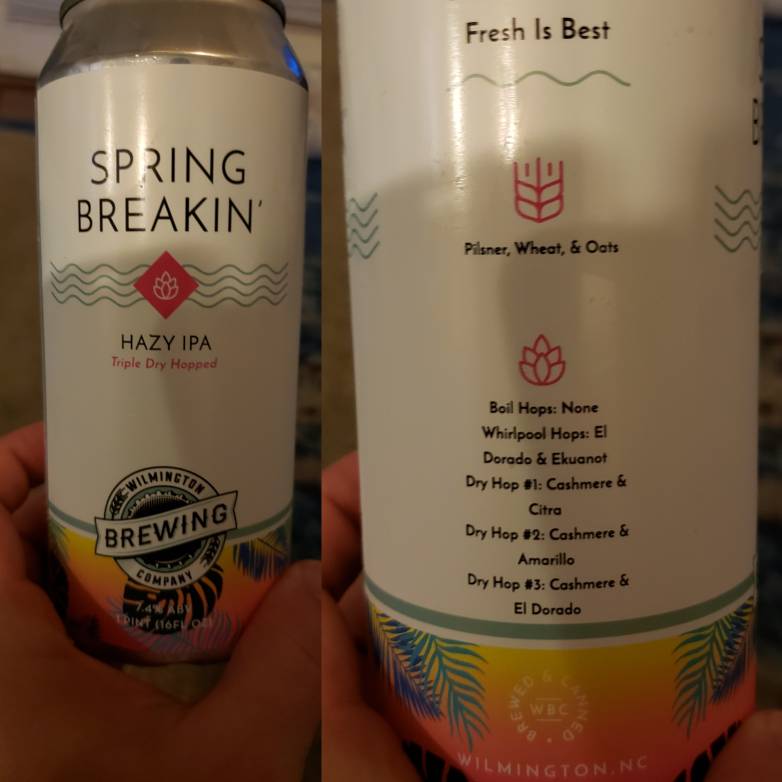 SPRING
BREAKIN'
HAZY IPA
Triple Dry Hopped
WILMINGTON
BREWING
COMPANY
7.4% ABV
1 PINT (16FL OZ)
Fresh Is Best
Pilsner, Wheat, & Oats
Boil Hops: None
Whirlpool Hops: El
Dorado & Ekuanot
Dry Hop #1: Cashmere &
Citra
Dry Hop #2: Cashmere &
Amarillo
Dry Hop #3: Cashmere &
El Dorado
BREWED & CANNED
WBC
WILMINGTON, NC